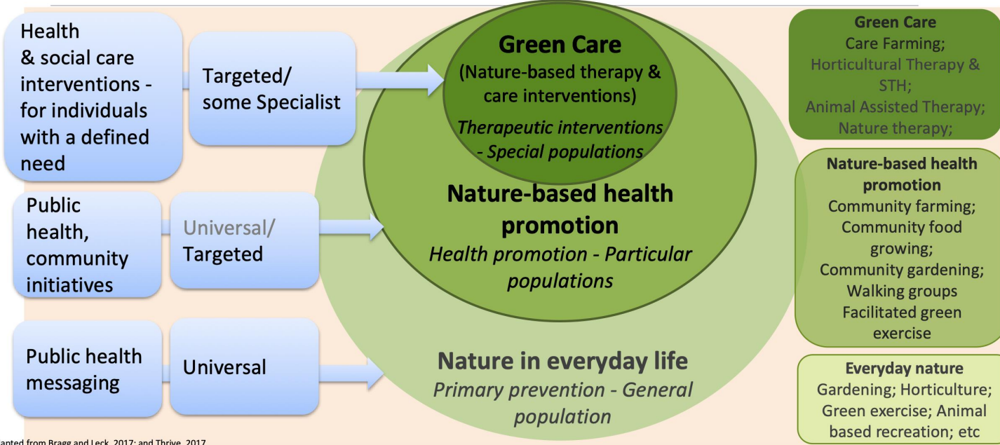 Health
& social care
interventions -
for individuals
with a defined
need
Targeted/
some Specialist
Green Care
(Nature-based therapy &
care interventions)
Therapeutic interventions
- Special populations
Green Care
Care Farming;
Horticultural Therapy &
STH;
Animal Assisted Therapy;
Nature therapy;
Public
health,
community
initiatives
Universal/
Targeted
Nature-based health
promotion
Health promotion - Particular
populations
Nature-based health
promotion
Community farming;
Community food
growing;
Community gardening;
Walking groups
Facilitated green
exercise
Public health
messaging
Universal
Nature in everyday life
Primary prevention - General
population
Everyday nature
Gardening; Horticulture;
Green exercise; Animal
based recreation; etc
from Bragg and Leck, 2017; and Thrive, 2017